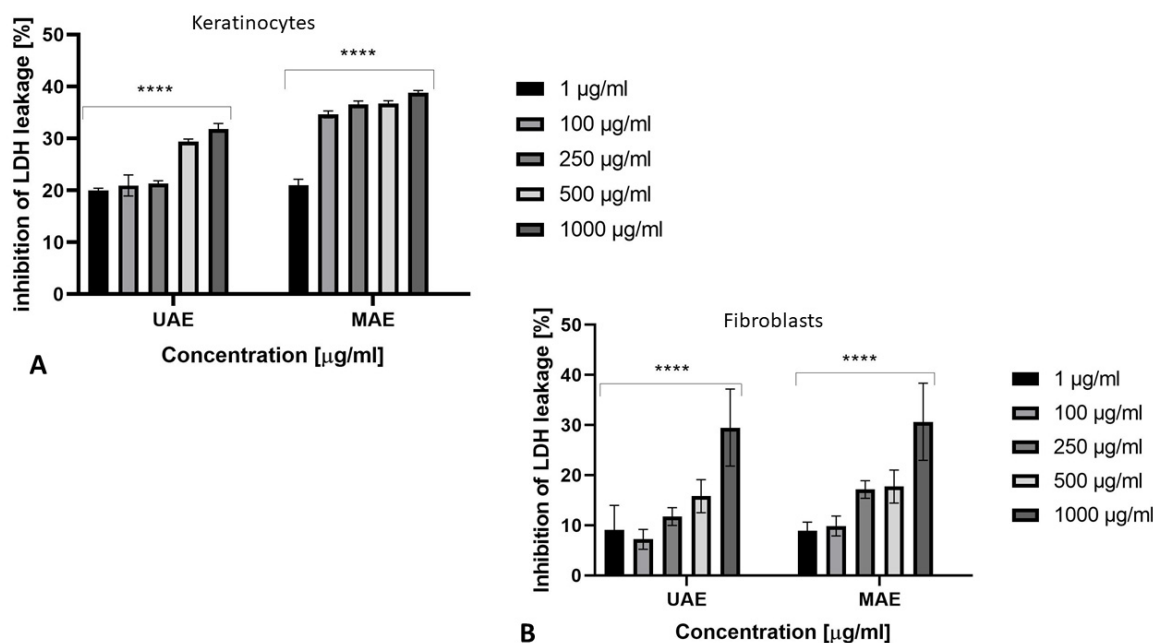 Keratinocytes
inhibition of LDH leakage [%]
50
40
30
20
10
0
****
****
UAE
MAE
Concentration [μg/ml]
A
1 μg/ml
100 μg/ml
250 μg/ml
500 μg/ml
1000 μg/ml
Fibroblasts
Inhibition of LDH leakage [%]
50
40
30
20
10
0
****
****
UAE
MAE
Concentration [μg/ml]
B
1 μg/ml
100 μg/ml
250 μg/ml
500 μg/ml
1000 μg/ml